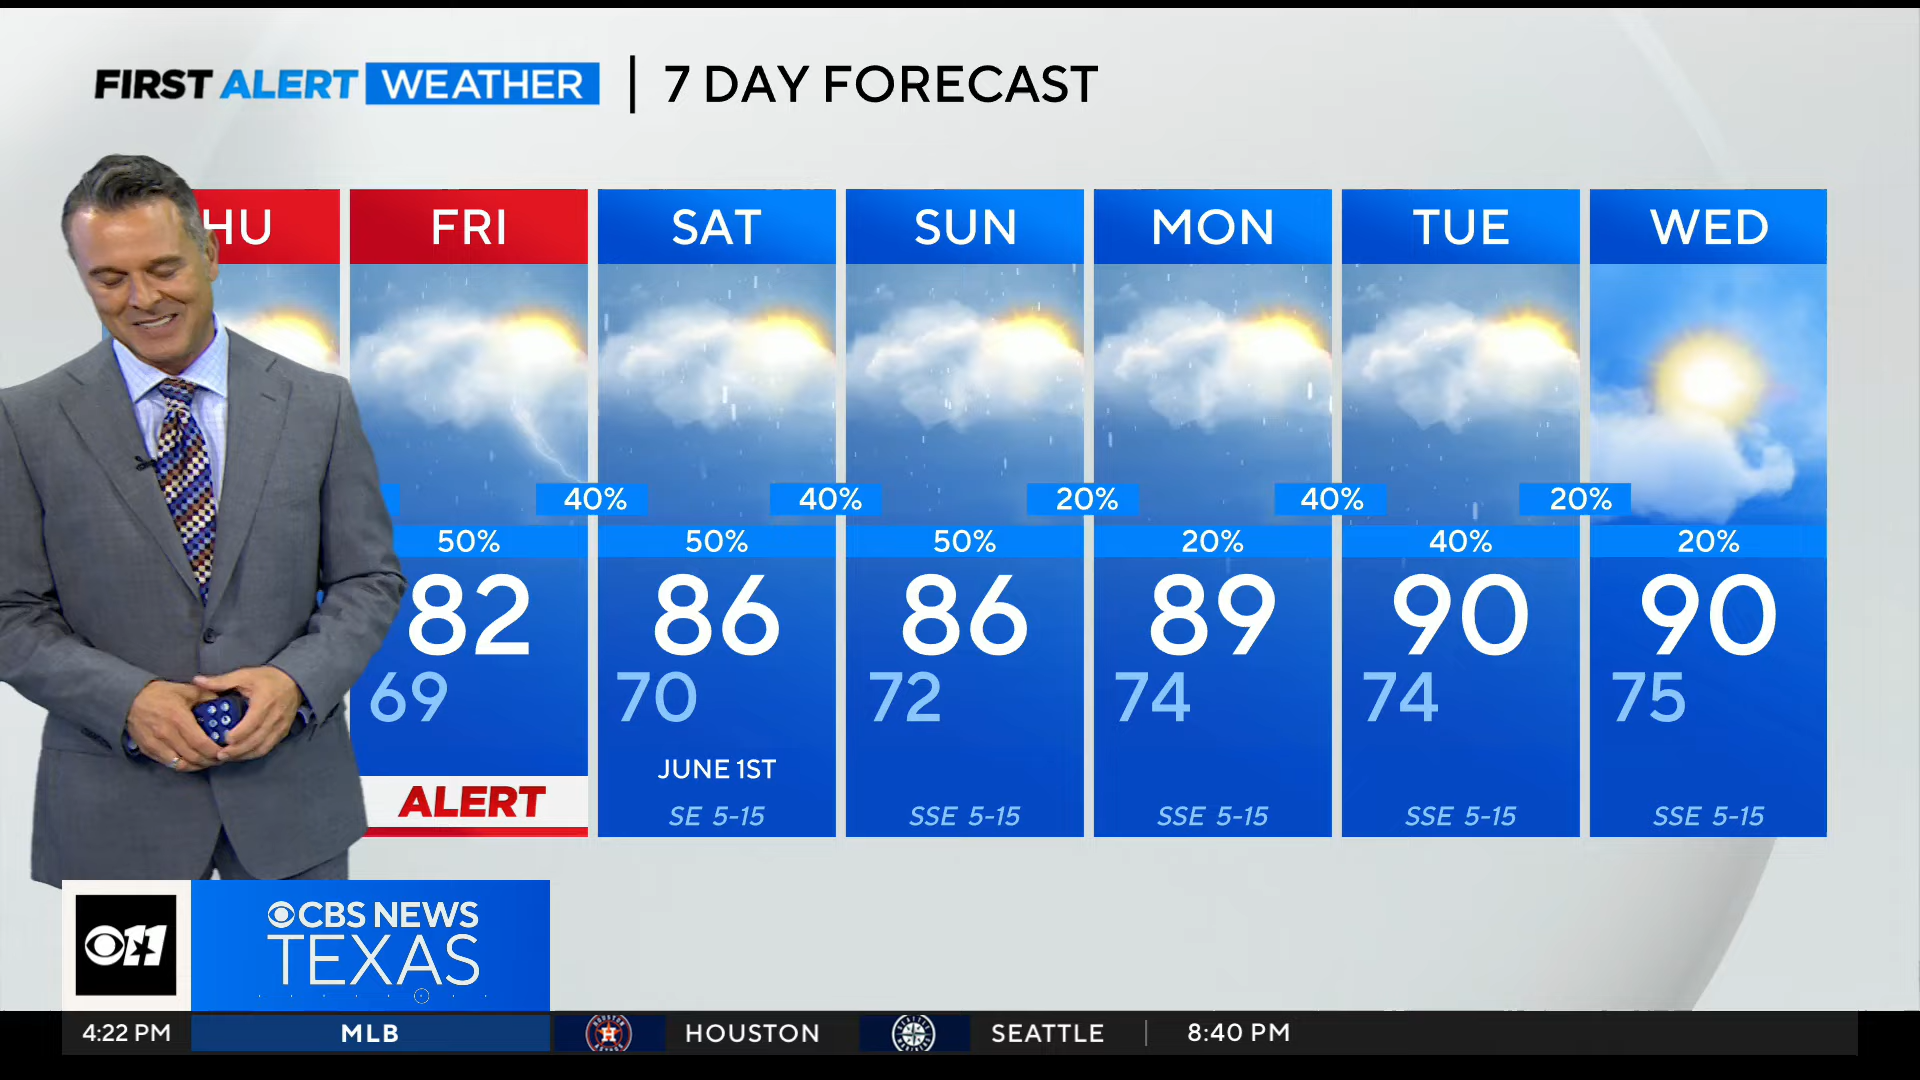 FIRST ALERT WEATHER | 7 DAY FORECAST
HU FRI SAT SUN MON TUE WED
40% 40% 20% 40% 20%
50% 50% 50% 20% 40% 20%
82 86 86 89 90 90
69 70 72 74 74 75
JUNE 1ST
ALERT SE 5-15 SSE 5-15 SSE 5-15 SSE 5-15 SSE 5-15
11 CBS NEWS
TEXAS
4:22 PM MLB HOUSTON SEATTLE 8:40 PM